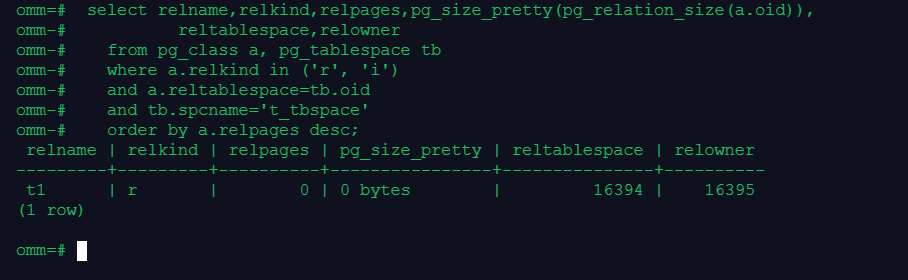 omm=#  select relname,relkind,relpages,pg_size_pretty(pg_relation_size(a.oid)),
omm-#           reltablespace,relowner
omm-#    from pg_class a, pg_tablespace tb
omm-#    where a.relkind in ('r', 'i')
omm-#    and a.reltablespace=tb.oid
omm-#    and tb.spcname='t_tbspace'
omm-#    order by a.relpages desc;
 relname | relkind | relpages | pg_size_pretty | reltablespace | relowner
---------+---------+----------+----------------+---------------+----------
 t1      | r       |        0 | 0 bytes        |         16394 |    16395
(1 row)
omm=#